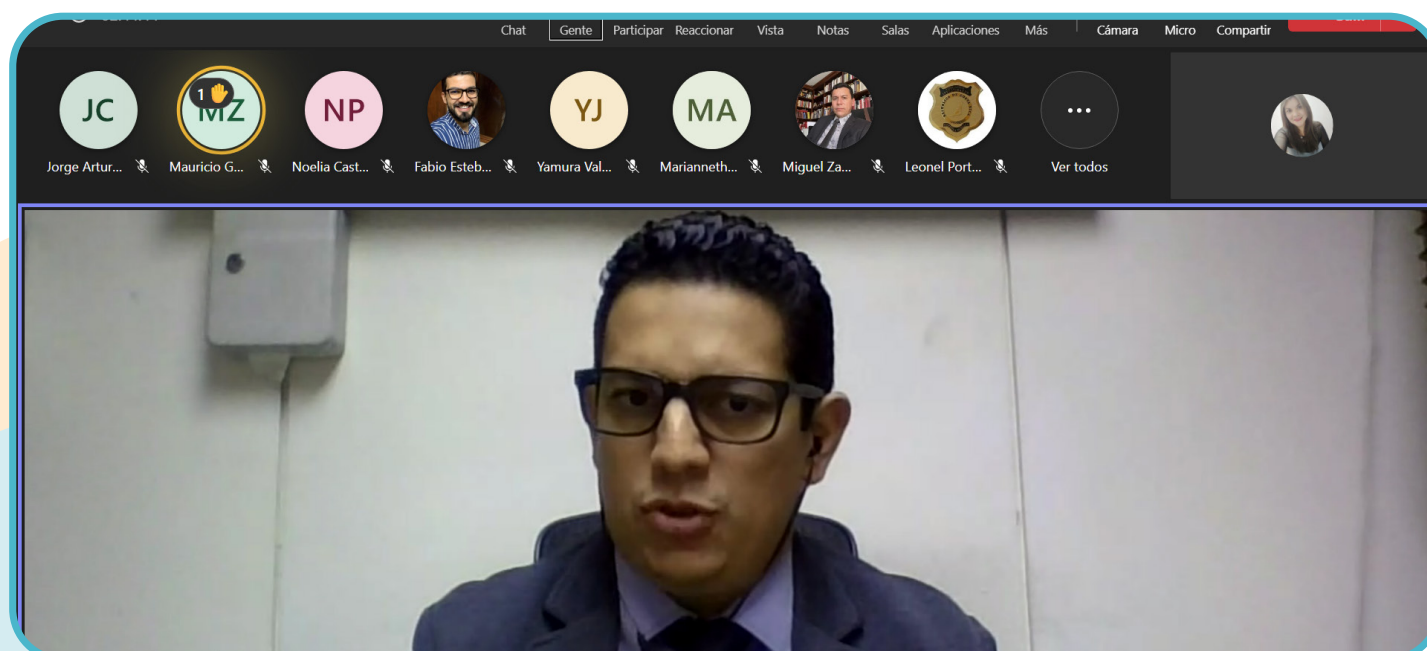 Chat Gente Participar Reaccionar Vista Notas Salas Aplicaciones Más Cámara Micro Compartir
JC 1 MZ NP YJ MA ...
Jorge Artur... Mauricio G... Noelia Cast... Fabio Esteb... Yamura Val... Marianneth... Miguel Za... Leonel Port... Ver todos